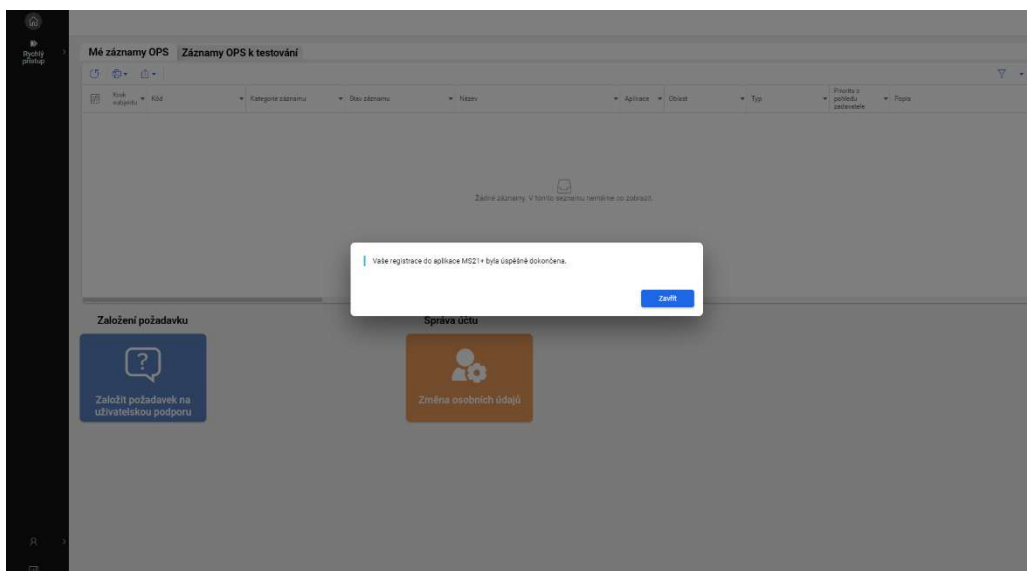 Rychlý
přístup
Mé záznamy OPS
Záznamy OPS k testování
Kód
Kategorie záznamu
Stav záznamu
Název
Aplikace
Oblast
Typ
Priorita z
pohledu
zadavatele
Popis
Žádné záznamy. V tomto seznamu nemáme co zobrazit.
Vaše registrace do aplikace MS21+ byla úspěšně dokončena.
Zavřít
Založení požadavku
Správa účtu
Založit požadavek na
uživatelskou podporu
Změna osobních údajů